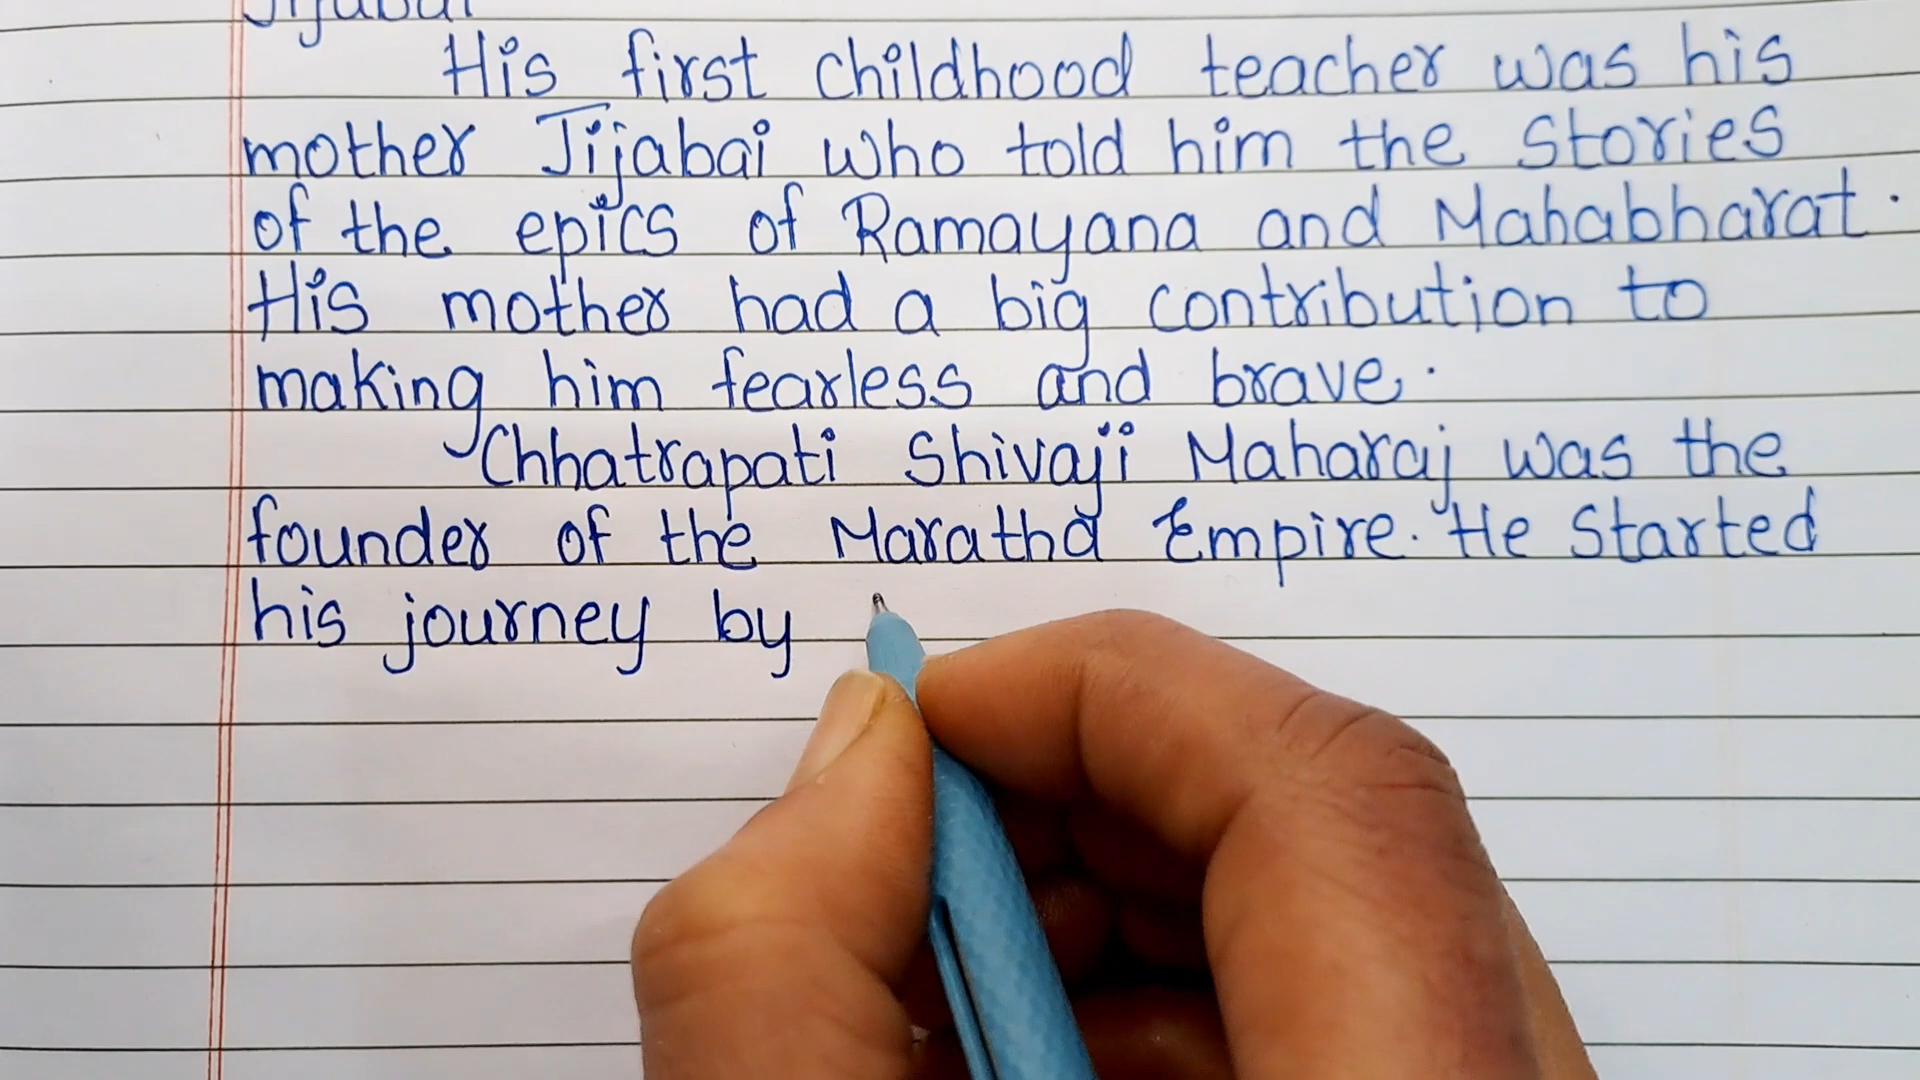 Jijabai
His first childhood teacher was his
mother Jijabai who told him the stories
of the epics of Ramayana and Mahabharat.
His mother had a big contribution to
making him fearless and brave.
Chhatrapati Shivaji Maharaj was the
founder of the Maratha Empire. He started
his journey by